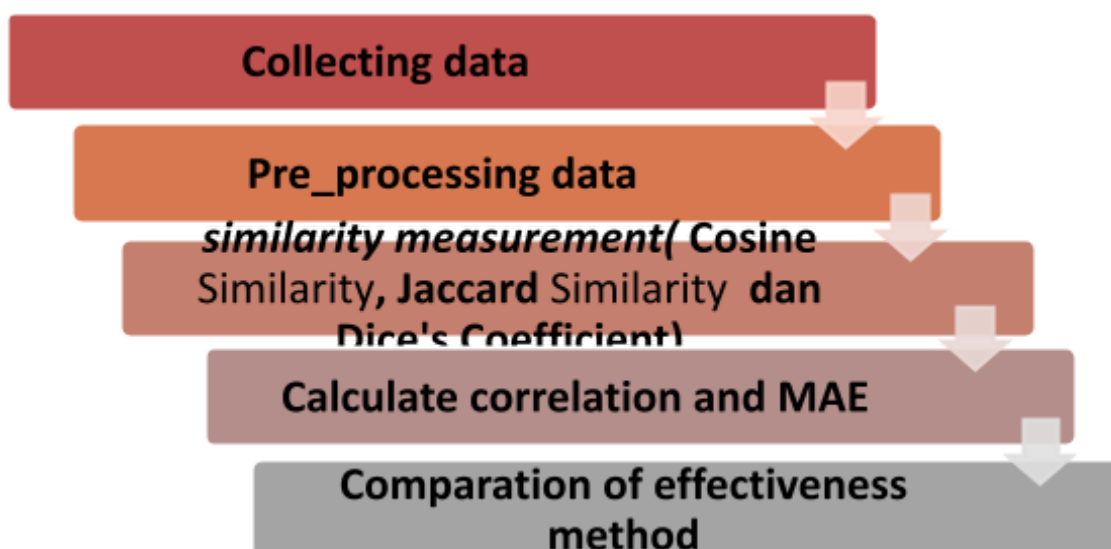 Collecting data
Pre_processing data
similarity measurement( Cosine
Similarity, Jaccard Similarity dan
Dice's Coefficient)
Calculate correlation and MAE
Comparation of effectiveness
method